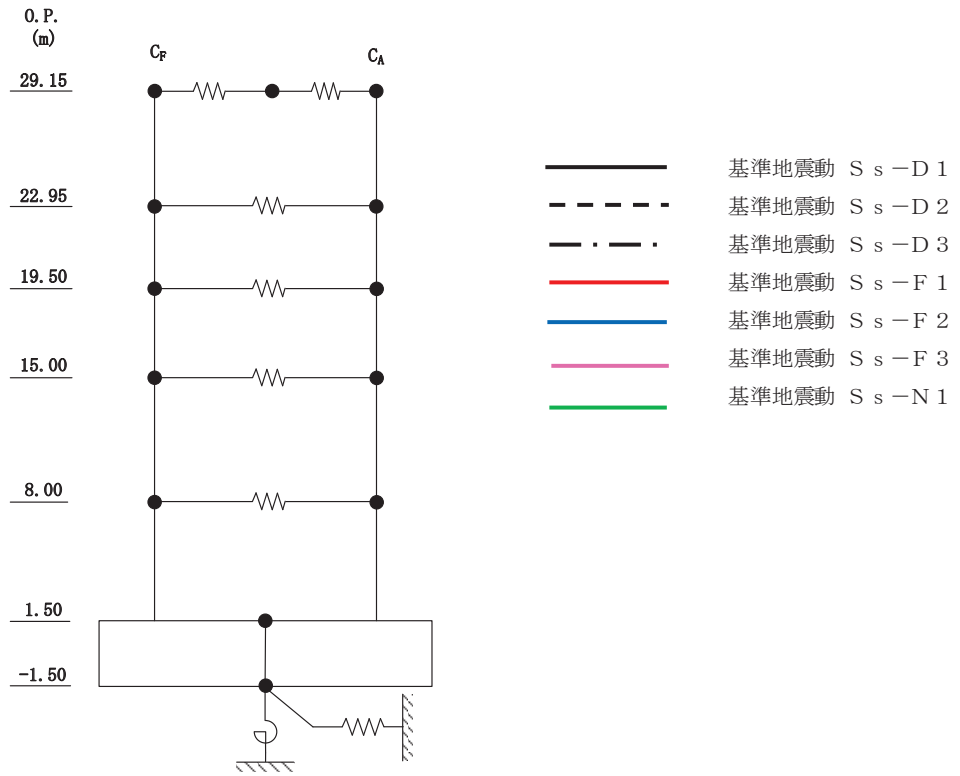 O.P.
(m)
C_F
C_A
29.15
22.95
19.50
15.00
8.00
1.50
-1.50
基準地震動 Ｓｓ－Ｄ１
基準地震動 Ｓｓ－Ｄ２
基準地震動 Ｓｓ－Ｄ３
基準地震動 Ｓｓ－Ｆ１
基準地震動 Ｓｓ－Ｆ２
基準地震動 Ｓｓ－Ｆ３
基準地震動 Ｓｓ－Ｎ１